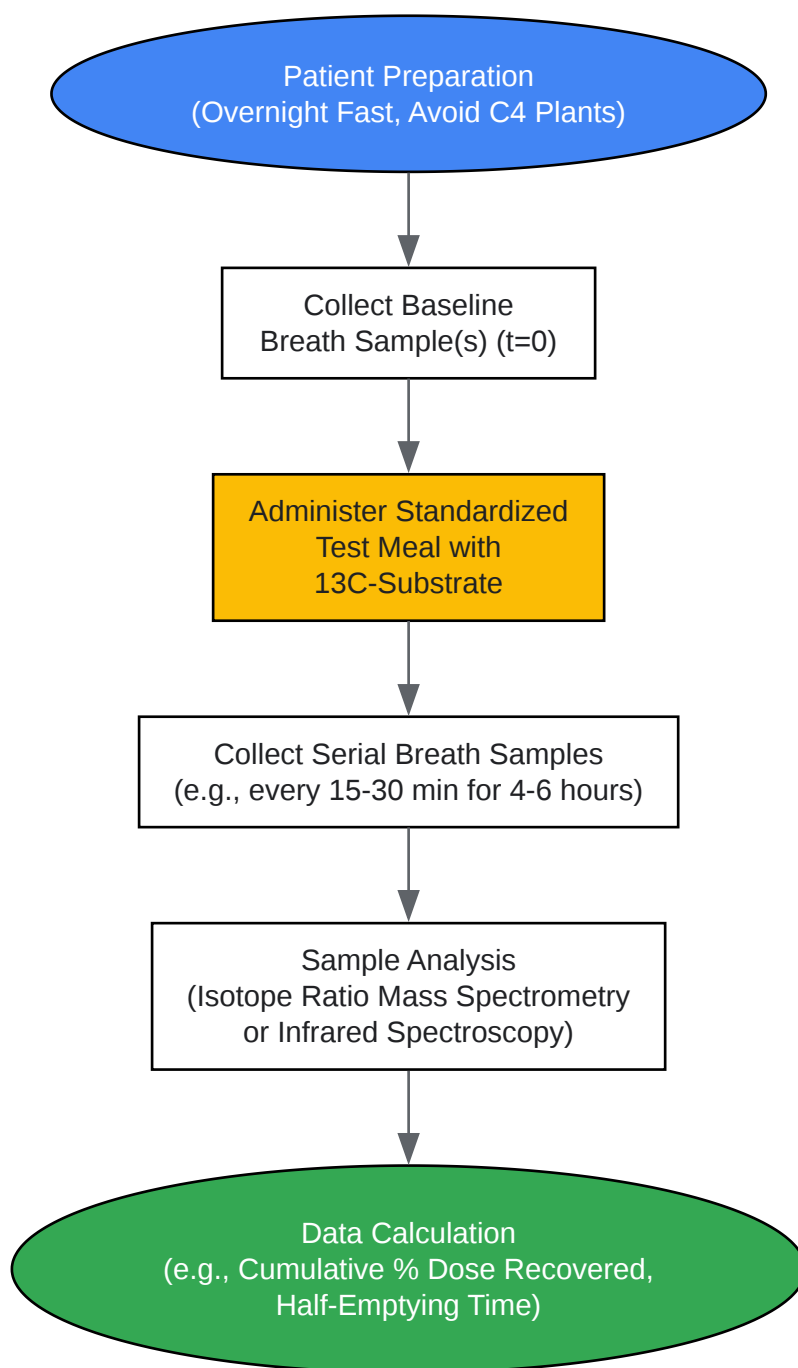 Patient Preparation
(Overnight Fast, Avoid C4 Plants)
Collect Baseline
Breath Sample(s) (t=0)
Administer Standardized
Test Meal with
13C-Substrate
Collect Serial Breath Samples
(e.g., every 15-30 min for 4-6 hours)
Sample Analysis
(Isotope Ratio Mass Spectrometry
or Infrared Spectroscopy)
Data Calculation
(e.g., Cumulative % Dose Recovered,
Half-Emptying Time)